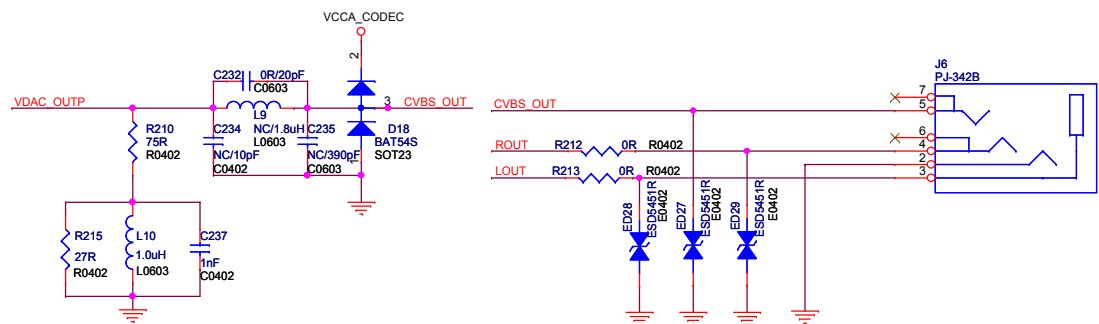 VCCA_CODEC
2
C232 0R/20pF
C0603
VDAC_OUTP
3
CVBS_OUT
L9
R210
75R
R0402
C234
NC/10pF
C0402
NC/1.8uH
L0603
C235
NC/390pF
C0603
1
D18
BAT54S
SOT23
R215
27R
R0402
L10
1.0uH
L0603
C237
1nF
C0402
J6
PJ-342B
CVBS_OUT
7
5
6
4
2
3
ROUT
R212 0R R0402
LOUT
R213 0R R0402
ED28
ESD5451R
E0402
ED27
ESD5451R
E0402
ED29
ESD5451R
E0402